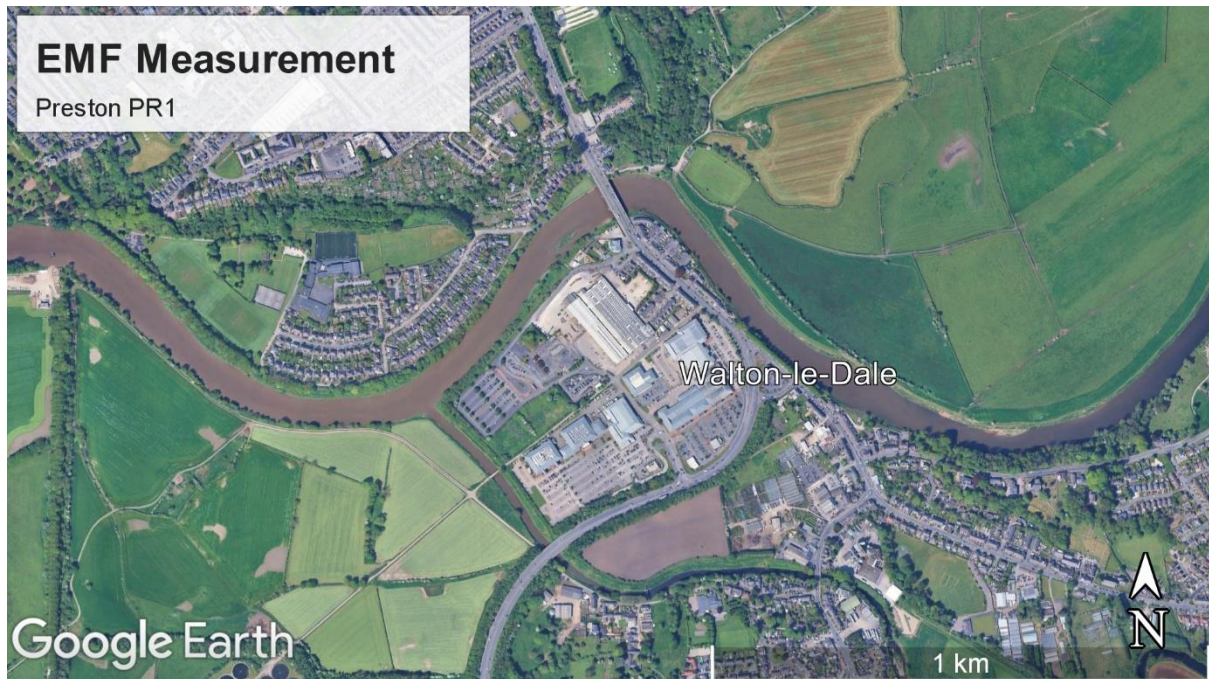 EMF Measurement
Preston PR1
Walton-le-Dale
Google Earth
N
1 km